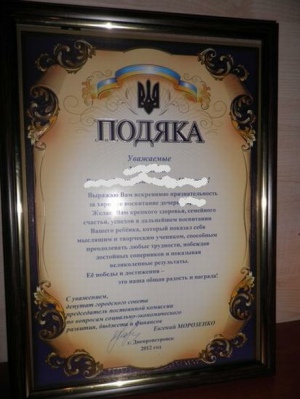 ПОДЯКА
Уважаемые
Выражаю Вам искреннюю признательность
за хорошее воспитание дочери
Желаю Вам крепкого здоровья, семейного
счастья, успехов в дальнейшем воспитании
Вашего ребёнка, который показал себя
мыслящим и творческим учеником, способным
преодолевать любые трудности, побеждая
достойных соперников и показывая
великолепные результаты.
Её победы и достижения –
это наша общая радость и награда!
С уважением,
депутат городского совета
председатель постоянной комиссии
по вопросам социально-экономического
развития, бюджета и финансов
Евгений МОРОЗЕНКО
г. Днепропетровск
2012 год